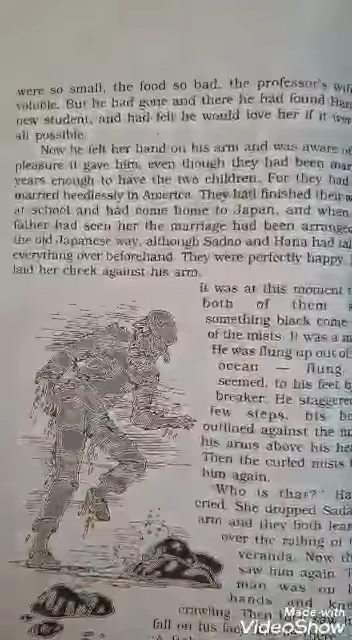 were so small, the food so bad, the professor's wife
voluble. But he had gone and there he had found Han
new student, and had felt he would love her if it wer
all possible.
Now he felt her hand on his arm and was aware of
pleasure it gave him, even though they had been mar
years enough to have the two children. For they had
married heedlessly in America. They had finished their w
at school and had come home to Japan, and when
father had seen her the marriage had been arranged
the old Japanese way, although Sadao and Hana had tal
everything over beforehand. They were perfectly happy.
laid her cheek against his arm.
It was at this moment t
both of them s
something black come
of the mists. It was a m
He was flung up out of
ocean — flung,
seemed, to his feet b
breaker. He staggered
few steps, his bo
outlined against the m
his arms above his he
Then the curled mists
him again.
"Who is that?" Ha
cried. She dropped Sada
arm and they both lean
over the railing of
veranda. Now th
saw him again. T
man was on
hands and kne
crawling. Then saw
fall on his fac
Made with
VideoShow